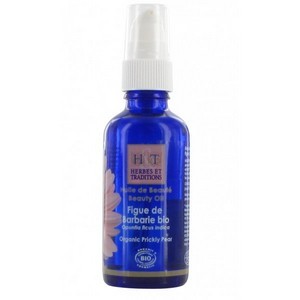 H&T
HERBES ET
TRADITIONS
Huile de Beauté
Beauty Oil
Figue de
Barbarie bio
Opuntia ficus indica
Organic Prickly Pear
BIO